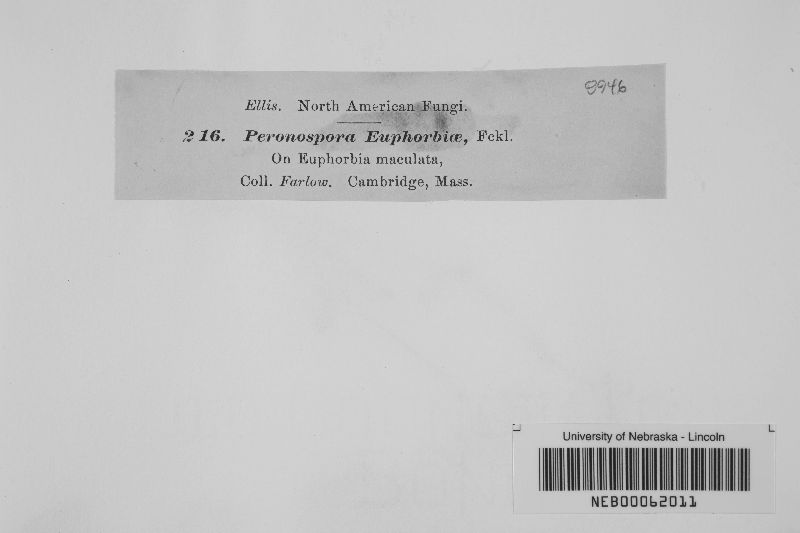 8946
Ellis. North American Fungi.
216. Peronospora Euphorbiæ, Fckl.
On Euphorbia maculata,
Coll. Farlow. Cambridge, Mass.
University of Nebraska - Lincoln
NEB00062011